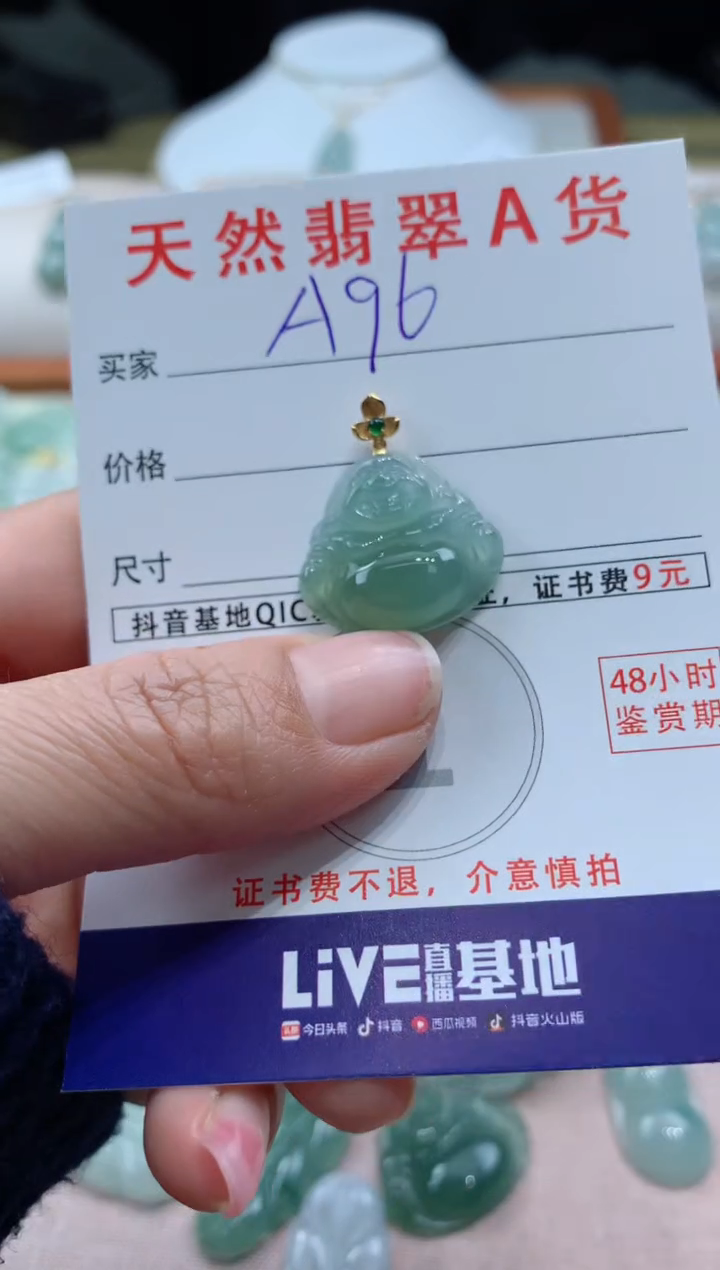 天然翡翠A货
A96
买家
价格
尺寸
抖音基地QIC
，证书费9元
48小时
鉴赏期
证书费不退，介意慎拍
LiVE直播基地
今日头条 抖音 西瓜视频 抖音火山版